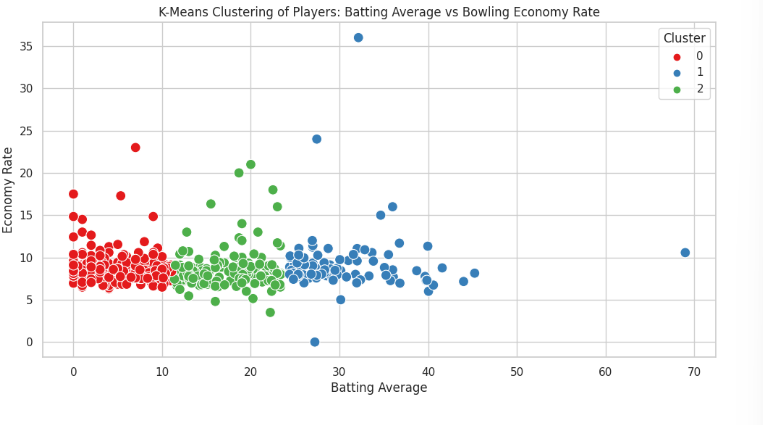 K-Means Clustering of Players: Batting Average vs Bowling Economy Rate
Cluster
0
1
2
Economy Rate
35
30
25
20
15
10
5
0
0 10 20 30 40 50 60 70
Batting Average